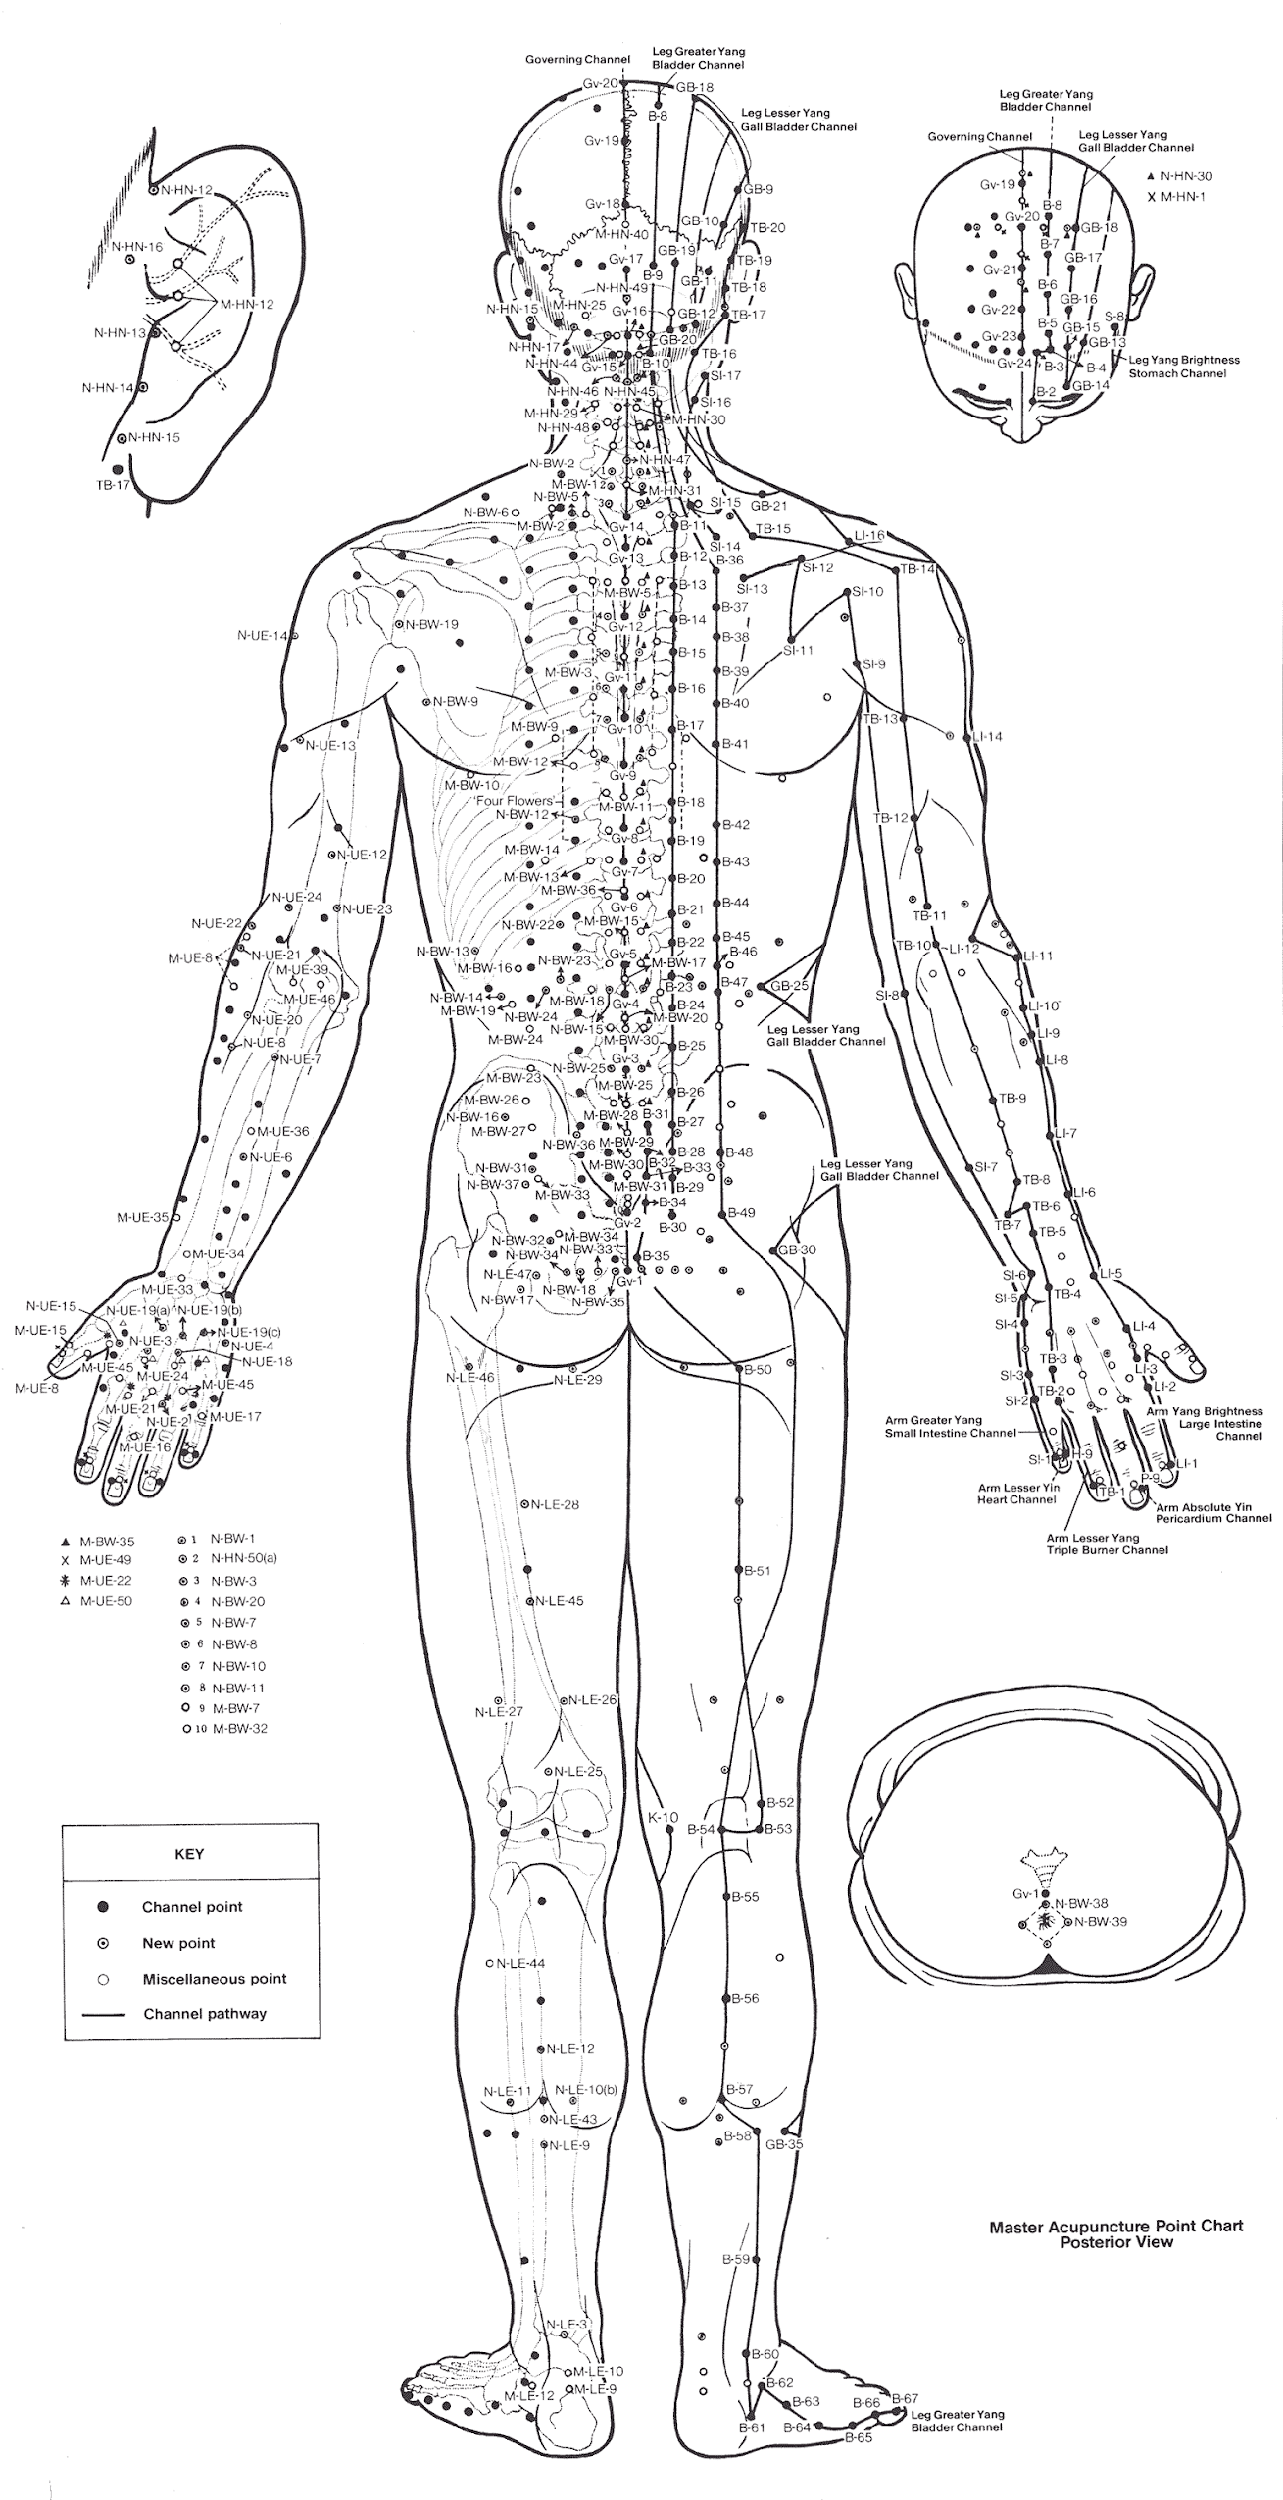 Governing Channel
Leg Greater Yang
Bladder Channel
Gv-20
GB-18
B-8
Leg Lesser Yang
Gall Bladder Channel
Gv-19
GB-9
Gv-18
GB-10
TB-20
M-HN-40
GB-19
Gv-17
B-9
TB-19
GB-11
N-HN-49
TB-18
N-HN-15
M-HN-25
Gv-16
GB-12
TB-17
GB-20
N-HN-17
TB-16
N-HN-44
Gv-15
B-10
SI-17
N-HN-46
N-HN-45
SI-16
M-HN-29
M-HN-30
N-HN-48
Leg Greater Yang
Bladder Channel
Governing Channel
Leg Lesser Yang
Gall Bladder Channel
▲ N-HN-30
X M-HN-1
Gv-19
B-8
Gv-20
GB-18
B-7
GB-17
Gv-21
B-6
GB-16
Gv-22
B-5
GB-15
S-8
Gv-23
GB-13
Gv-24
B-3
B-4
Leg Yang Brightness
Stomach Channel
GB-14
B-2
N-HN-12
N-HN-16
M-HN-12
N-HN-13
N-HN-14
N-HN-15
TB-17
N-HN-47
N-BW-2
M-BW-12
1
2
M-HN-31
N-BW-5
3
SI-15
GB-21
N-BW-6
M-BW-2
Gv-14
B-11
TB-15
LI-16
SI-14
Gv-13
B-12
B-36
SI-12
TB-14
M-BW-5
B-13
SI-13
SI-10
B-37
4
Gv-12
B-14
N-BW-19
N-UE-14
B-38
SI-11
5
B-15
SI-9
M-BW-3
Gv-11
B-39
6
B-16
N-BW-9
B-40
7
M-BW-9
Gv-10
B-17
TB-13
LI-14
N-UE-13
B-41
M-BW-12
8
Gv-9
M-BW-10
Four Flowers
M-BW-11
B-18
N-BW-12
TB-12
B-42
Gv-8
B-19
M-BW-14
N-UE-12
B-43
M-BW-13
Gv-7
B-20
M-BW-36
N-UE-24
Gv-6
B-44
N-UE-23
B-21
TB-11
N-UE-22
N-BW-22
M-BW-15
B-45
B-22
TB-10
LI-12
N-BW-13
B-46
N-UE-21
M-UE-8
N-BW-23
Gv-5
LI-11
M-UE-39
M-BW-16
M-BW-17
B-47
B-23
GB-25
M-UE-46
N-BW-14
M-BW-18
Gv-4
SI-8
M-BW-19
N-BW-24
B-24
LI-10
N-UE-20
M-BW-20
N-BW-15
Leg Lesser Yang
Gall Bladder Channel
LI-9
N-UE-8
M-BW-24
M-BW-30
B-25
N-UE-7
Gv-3
LI-8
N-BW-25
M-BW-23
9
M-BW-25
B-26
M-BW-26
TB-9
N-BW-16
M-BW-28
B-31
B-27
M-UE-36
M-BW-27
LI-7
N-BW-36
M-BW-29
B-28
B-48
N-UE-6
N-BW-31
M-BW-30
B-32
B-33
Leg Lesser Yang
Gall Bladder Channel
SI-7
N-BW-37
M-BW-31
B-29
TB-8
M-BW-33
B-34
LI-6
M-UE-35
10
B-49
TB-6
Gv-2
B-30
TB-7
N-BW-32
M-BW-34
TB-5
M-UE-34
N-BW-34
N-BW-33
B-35
GB-30
N-LE-47
Gv-1
SI-6
LI-5
M-UE-33
N-BW-18
TB-4
N-BW-17
N-BW-35
SI-5
N-UE-15
N-UE-19(a)
N-UE-19(b)
SI-4
LI-4
M-UE-15
N-UE-19(c)
N-UE-3
N-UE-4
TB-3
LI-3
N-UE-18
M-UE-45
SI-3
M-UE-8
M-UE-24
M-UE-45
TB-2
LI-2
SI-2
M-UE-21
N-UE-2
M-UE-17
M-UE-16
N-LE-46
N-LE-29
B-50
Arm Greater Yang
Small Intestine Channel
Arm Yang Brightness
Large Intestine
Channel
SI-1
H-9
LI-1
P-9
TB-1
Arm Lesser Yin
Heart Channel
Arm Absolute Yin
Pericardium Channel
Arm Lesser Yang
Triple Burner Channel
N-LE-28
B-51
N-LE-45
▲ M-BW-35
X M-UE-49
✳ M-UE-22
△ M-UE-50
1 N-BW-1
2 N-HN-50(a)
3 N-BW-3
4 N-BW-20
5 N-BW-7
6 N-BW-8
7 N-BW-10
8 N-BW-11
9 M-BW-7
10 M-BW-32
N-LE-26
N-LE-27
N-LE-25
B-52
K-10
B-54
B-53
B-55
KEY
Channel point
New point
Miscellaneous point
Channel pathway
Gv-1
N-BW-38
N-BW-39
N-LE-44
B-56
N-LE-12
N-LE-11
N-LE-10(b)
B-57
N-LE-43
B-58
GB-35
N-LE-9
Master Acupuncture Point Chart
Posterior View
B-59
N-LE-3
B-60
M-LE-10
M-LE-9
M-LE-12
B-62
B-63
B-66
B-67
B-61
B-64
B-65
Leg Greater Yang
Bladder Channel